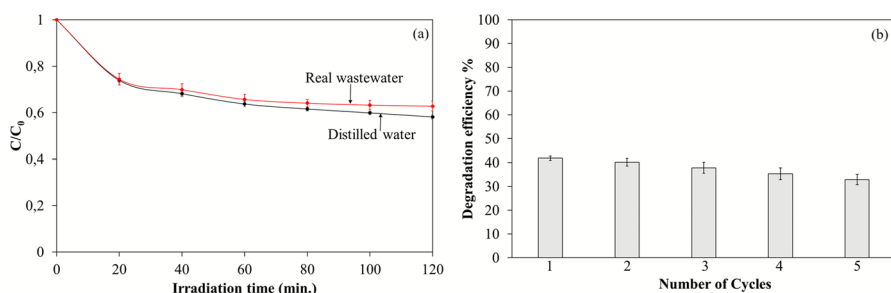 (a)
1
0,8
0,6
0,4
0,2
0
C/C0
Real wastewater
Distilled water
0 20 40 60 80 100 120
Irradiation time (min.)
(b)
100
90
80
70
60
50
40
30
20
10
0
Degradation efficiency %
1 2 3 4 5
Number of Cycles